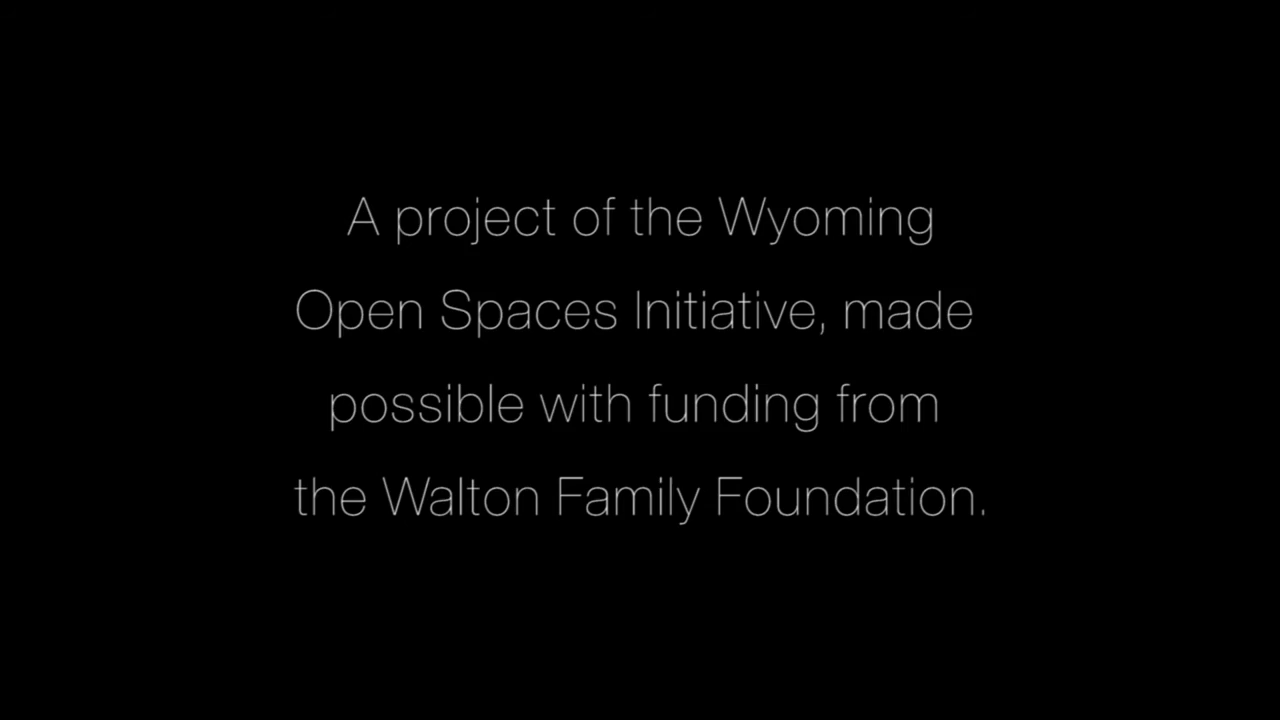 A project of the Wyoming
Open Spaces Initiative, made
possible with funding from
the Walton Family Foundation.